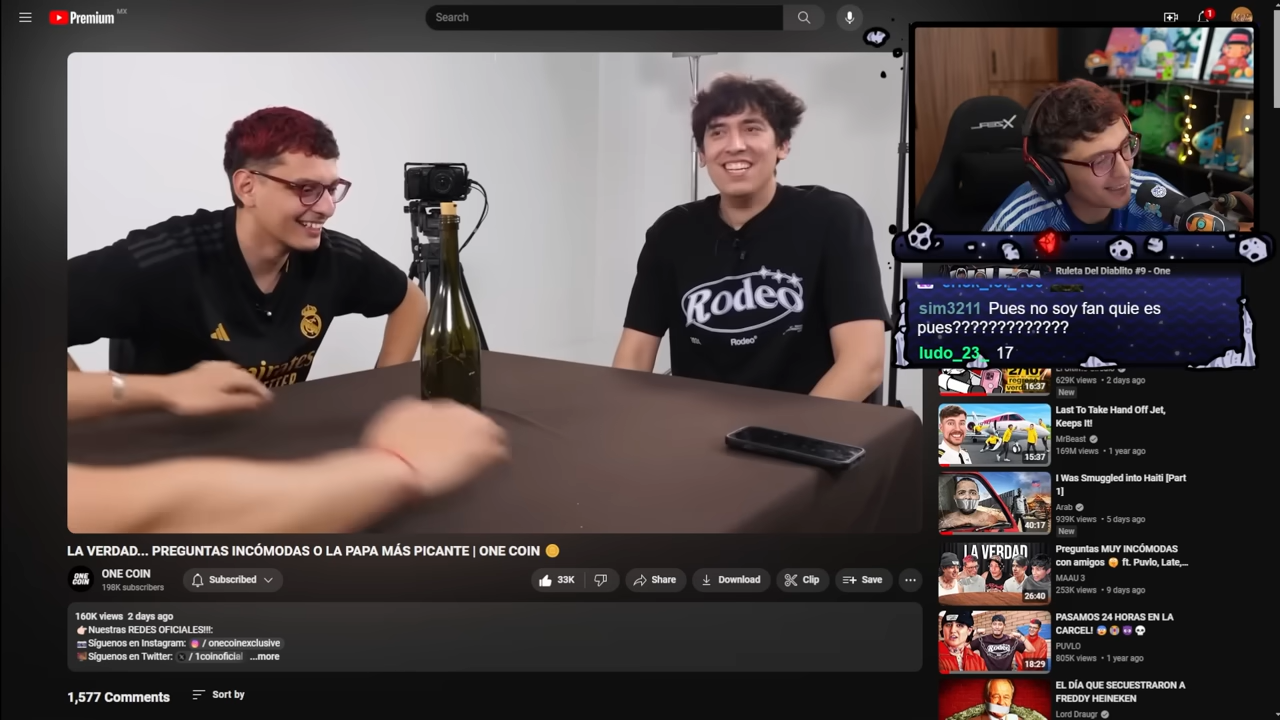 Premium MX
Search
1
JPGSX
Rodeo
Rodeo®
Emirates
Ruleta Del Diablito #9 - One
sim3211 Pues no soy fan quie es
pues?????????????
ludo_23_ 17
16:37
629K views • 2 days ago
New
Last To Take Hand Off Jet,
Keeps It!
MrBeast
169M views • 1 year ago
15:37
I Was Smuggled into Haiti [Part
1]
Arab
939K views • 5 days ago
New
40:17
LA VERDAD
Preguntas MUY INCÓMODAS
con amigos 😳 ft. Puvlo, Late,...
MAAU 3
253K views • 9 days ago
26:40
PASAMOS 24 HORAS EN LA
CARCEL! 😱👹😈💀
PUVLO
805K views • 1 year ago
18:29
EL DÍA QUE SECUESTRARON A
FREDDY HEINEKEN
Lord Draugr
LA VERDAD... PREGUNTAS INCÓMODAS O LA PAPA MÁS PICANTE | ONE COIN 🪙
ONE COIN
ONE COIN
198K subscribers
Subscribed
33K
Share
Download
Clip
Save
160K views 2 days ago
👉🏻Nuestras REDES OFICIALES!!!:
📷Síguenos en Instagram: / onecoinexclusive
Síguenos en Twitter: / 1coinoficial ...more
1,577 Comments
Sort by